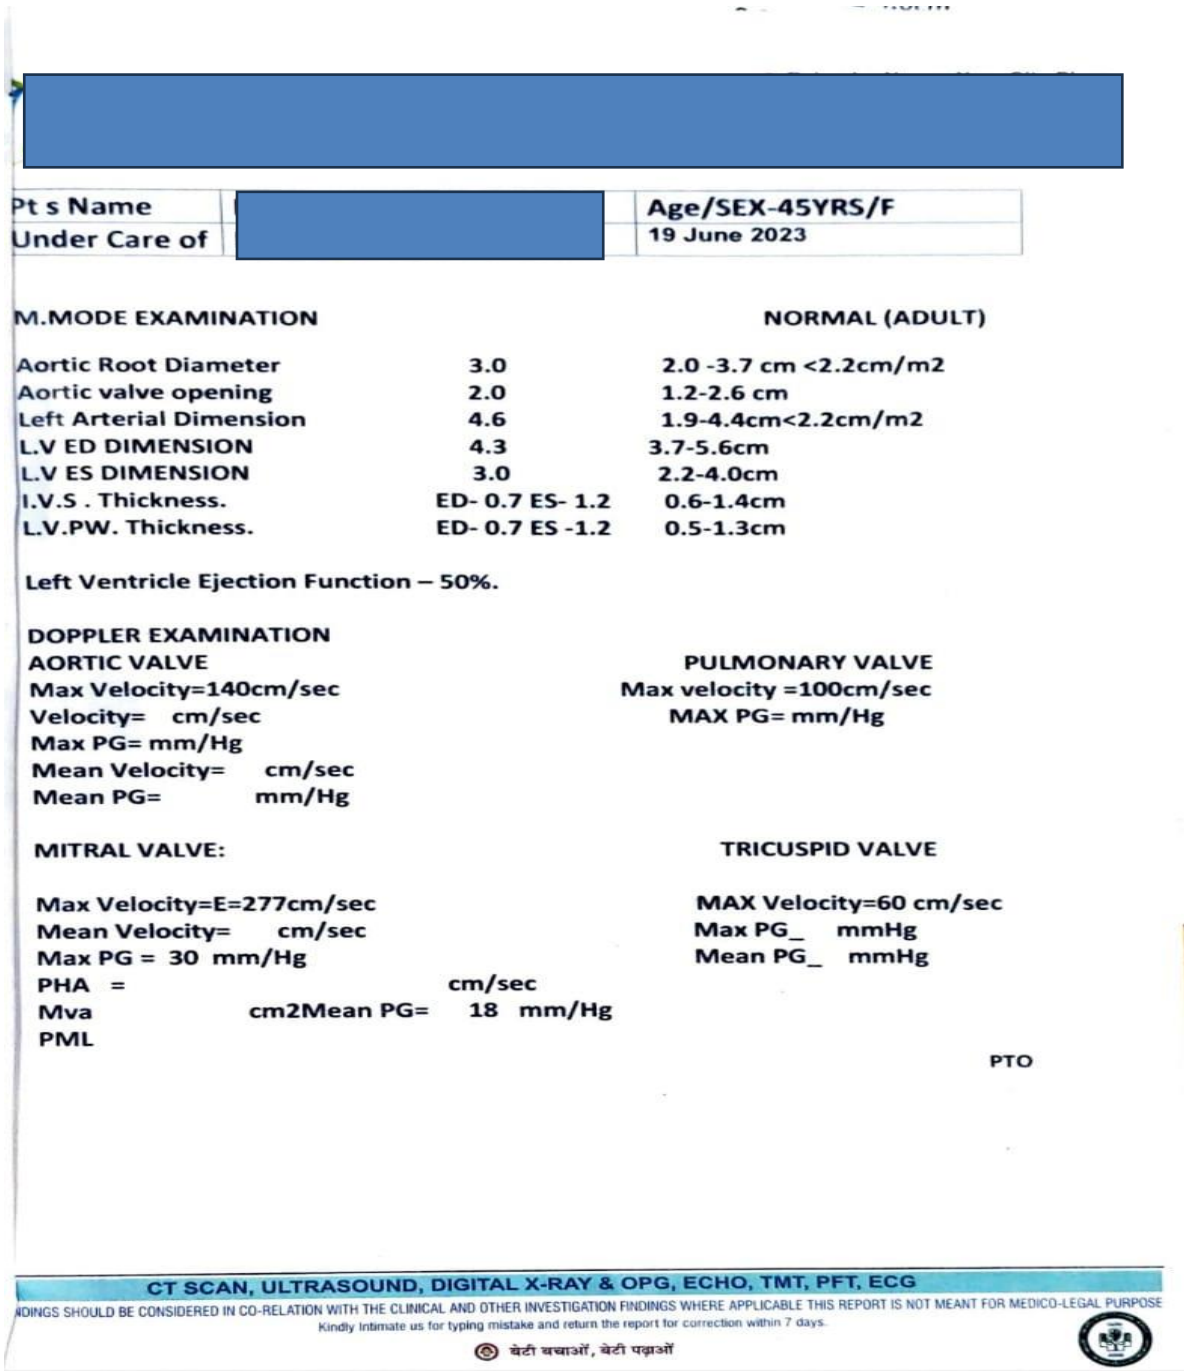 Pt s Name
Age/SEX-45YRS/F
Under Care of
19 June 2023
M.MODE EXAMINATION NORMAL (ADULT)
Aortic Root Diameter 3.0 2.0 -3.7 cm <2.2cm/m2
Aortic valve opening 2.0 1.2-2.6 cm
Left Arterial Dimension 4.6 1.9-4.4cm<2.2cm/m2
L.V ED DIMENSION 4.3 3.7-5.6cm
L.V ES DIMENSION 3.0 2.2-4.0cm
I.V.S . Thickness. ED- 0.7 ES- 1.2 0.6-1.4cm
L.V.PW. Thickness. ED- 0.7 ES -1.2 0.5-1.3cm
Left Ventricle Ejection Function – 50%.
DOPPLER EXAMINATION
AORTIC VALVE PULMONARY VALVE
Max Velocity=140cm/sec Max velocity =100cm/sec
Velocity= cm/sec MAX PG= mm/Hg
Max PG= mm/Hg
Mean Velocity= cm/sec
Mean PG= mm/Hg
MITRAL VALVE: TRICUSPID VALVE
Max Velocity=E=277cm/sec MAX Velocity=60 cm/sec
Mean Velocity= cm/sec Max PG_ mmHg
Max PG = 30 mm/Hg Mean PG_ mmHg
PHA = cm/sec
Mva cm2Mean PG= 18 mm/Hg
PML
PTO
CT SCAN, ULTRASOUND, DIGITAL X-RAY & OPG, ECHO, TMT, PFT, ECG
NDINGS SHOULD BE CONSIDERED IN CO-RELATION WITH THE CLINICAL AND OTHER INVESTIGATION FINDINGS WHERE APPLICABLE THIS REPORT IS NOT MEANT FOR MEDICO-LEGAL PURPOSE
Kindly Intimate us for typing mistake and return the report for correction within 7 days.
बेटी बचाओं, बेटी पढ़ाओं